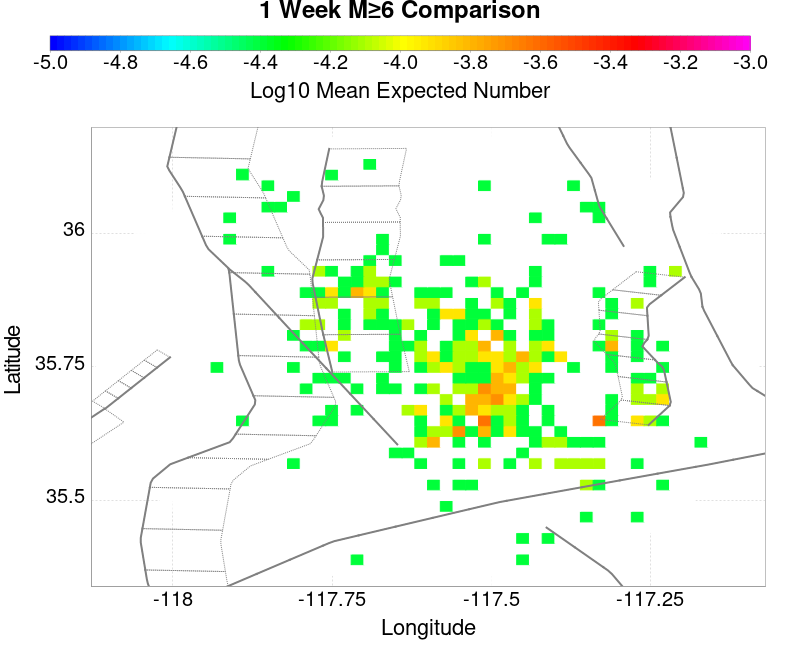 1 Week M≥6 Comparison
-5.0 -4.8 -4.6 -4.4 -4.2 -4.0 -3.8 -3.6 -3.4 -3.2 -3.0
Log10 Mean Expected Number
36
35.75
35.5
Latitude
-118 -117.75 -117.5 -117.25
Longitude